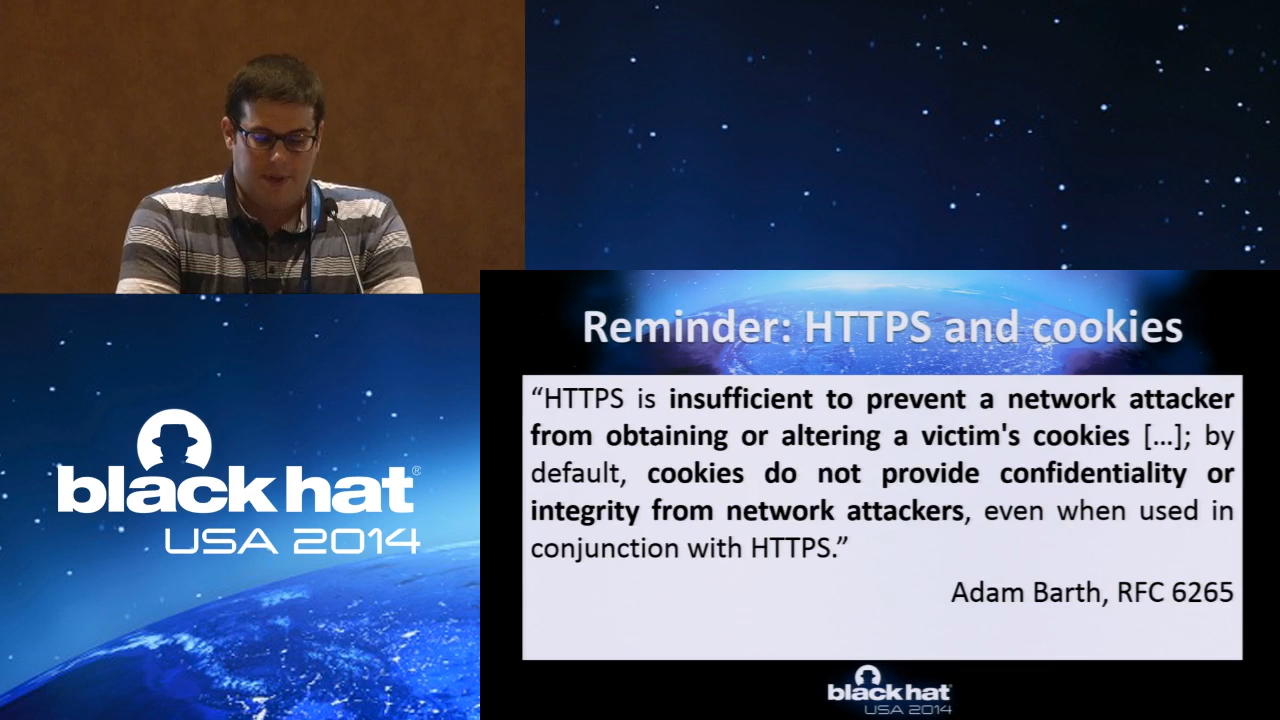 black hat®
USA 2014
Reminder: HTTPS and cookies
“HTTPS is insufficient to prevent a network attacker
from obtaining or altering a victim's cookies […]; by
default, cookies do not provide confidentiality or
integrity from network attackers, even when used in
conjunction with HTTPS.”
Adam Barth, RFC 6265
black hat
USA 2014